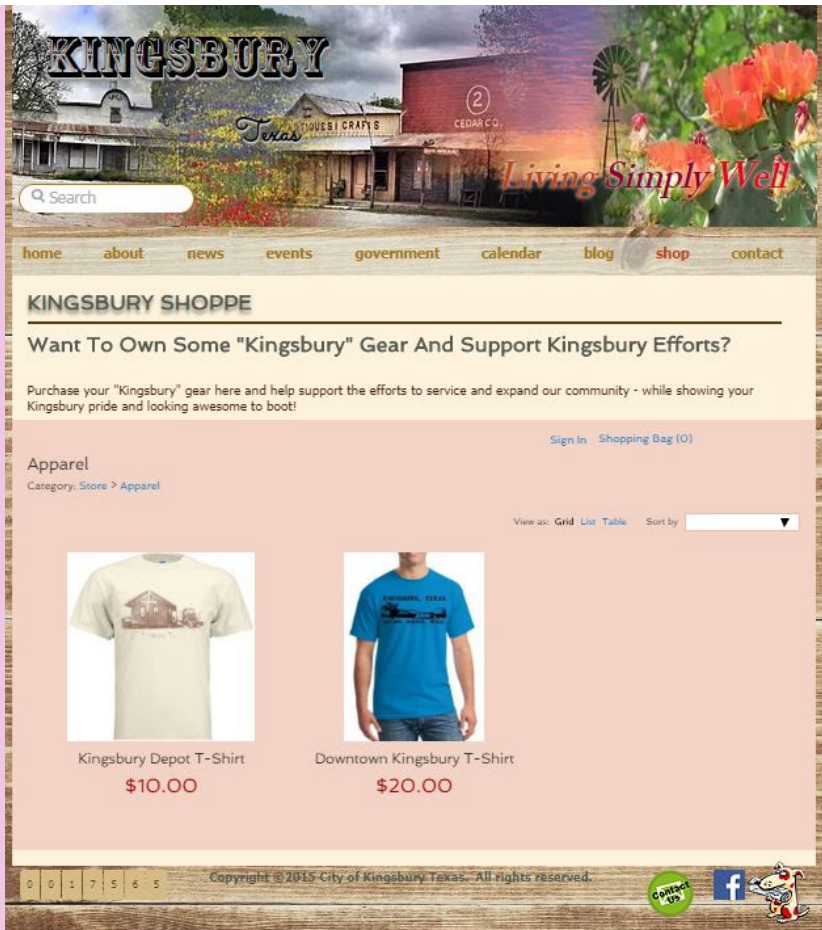 KINGSBURY
Texas
ANTIQUES & CRAFTS
2
CEDAR CO.
Living Simply Well
Search
home about news events government calendar blog shop contact
KINGSBURY SHOPPE
Want To Own Some "Kingsbury" Gear And Support Kingsbury Efforts?
Purchase your "Kingsbury" gear here and help support the efforts to service and expand our community - while showing your
Kingsbury pride and looking awesome to boot!
Sign In Shopping Bag (0)
Apparel
Category: Store > Apparel
View as: Grid List Table Sort by
KINGSBURY, TEXAS
Kingsbury Depot T-Shirt Downtown Kingsbury T-Shirt
$10.00 $20.00
0 0 1 7 5 6 5
Copyright ©2015 City of Kingsbury Texas. All rights reserved.
Contact
Us
f